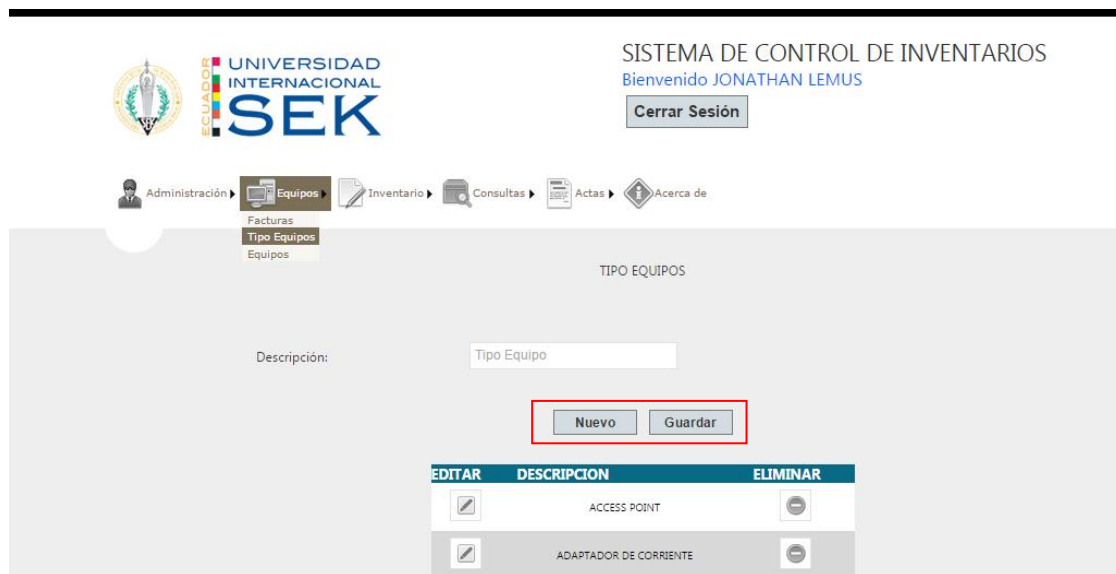 ECUADOR
UNIVERSIDAD
INTERNACIONAL
SEK
SISTEMA DE CONTROL DE INVENTARIOS
Bienvenido JONATHAN LEMUS
Cerrar Sesión
Administración Equipos Inventario Consultas Actas Acerca de
Facturas
Tipo Equipos
Equipos
TIPO EQUIPOS
Descripción: Tipo Equipo
Nuevo Guardar
EDITAR DESCRIPCION ELIMINAR
ACCESS POINT
ADAPTADOR DE CORRIENTE